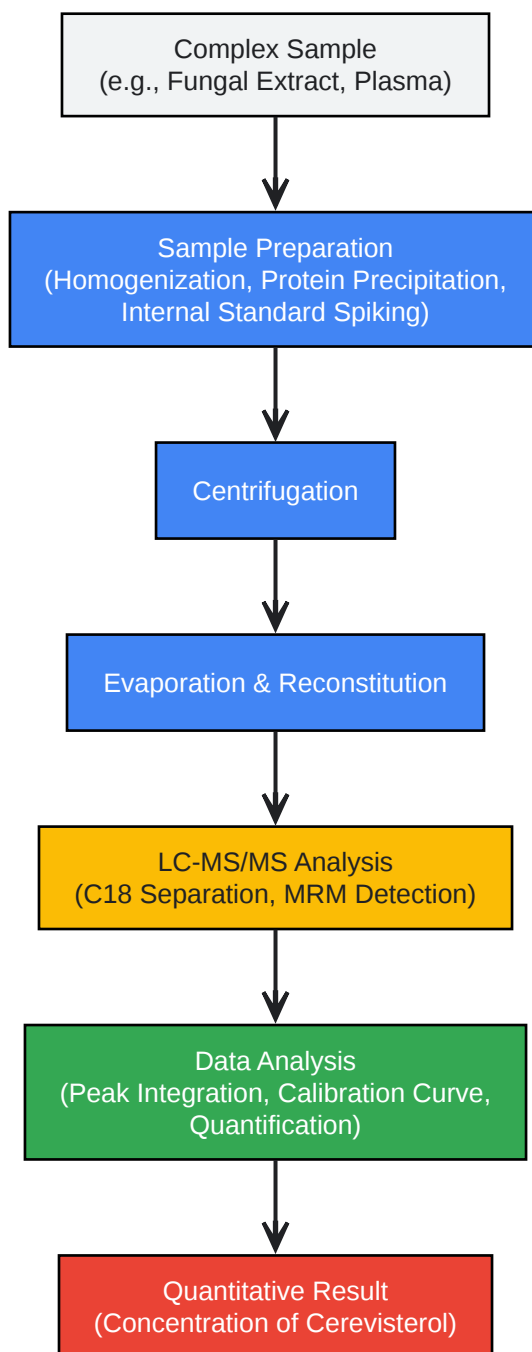 Complex Sample
(e.g., Fungal Extract, Plasma)
Sample Preparation
(Homogenization, Protein Precipitation,
Internal Standard Spiking)
Centrifugation
Evaporation & Reconstitution
LC-MS/MS Analysis
(C18 Separation, MRM Detection)
Data Analysis
(Peak Integration, Calibration Curve,
Quantification)
Quantitative Result
(Concentration of Cerevisterol)